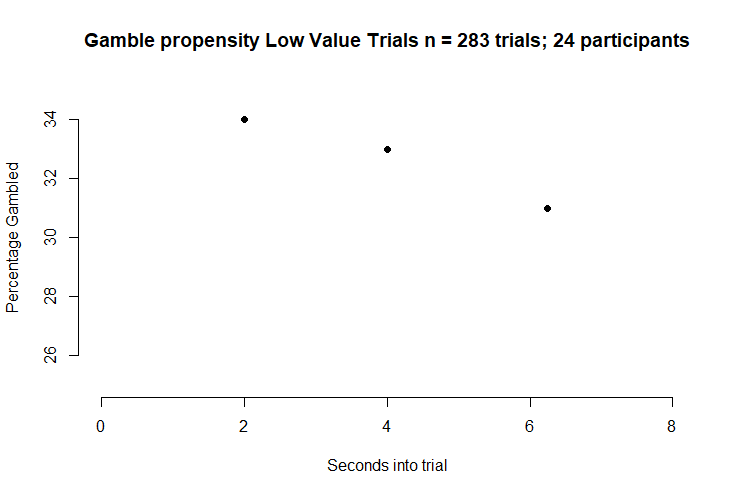 Gamble propensity Low Value Trials n = 283 trials; 24 participants
Percentage Gambled
34
32
30
28
26
0 2 4 6 8
Seconds into trial